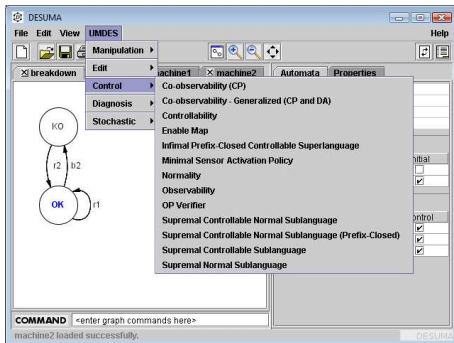 DESUMA
File Edit View UMDES Help
Manipulation
Edit
Control
Diagnosis
Stochastic
breakdown machine1 machine2 Automata Properties
Co-observability (CP)
Co-observability - Generalized (CP and DA)
Controllability
Enable Map
Infimal Prefix-Closed Controllable Superlanguage
Minimal Sensor Activation Policy
Normality
Observability
OP Verifier
Supremal Controllable Normal Sublanguage
Supremal Controllable Normal Sublanguage (Prefix-Closed)
Supremal Controllable Sublanguage
Supremal Normal Sublanguage
KO
r2 b2
OK r1
nitial
ontrol
COMMAND <enter graph commands here>
machine2 loaded successfully. DESUMA